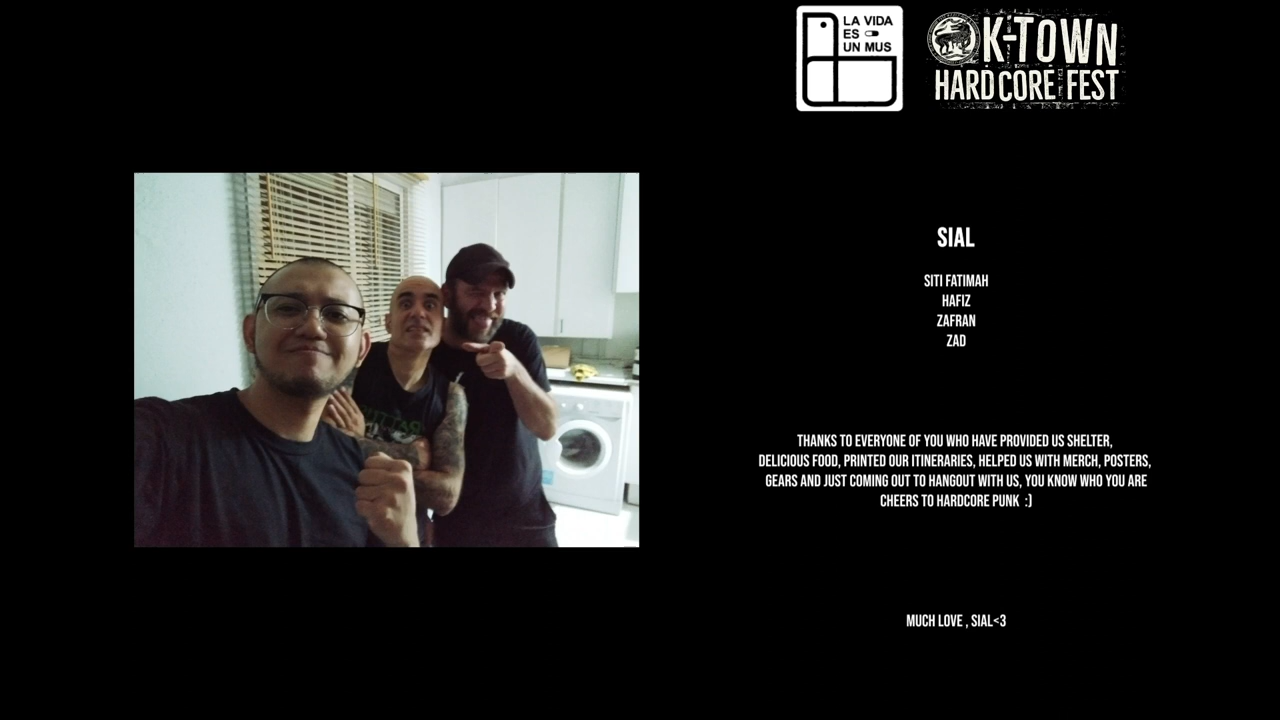 LA VIDA
ES
UN MUS
K-TOWN
HARDCORE FEST
SIAL
SITI FATIMAH
HAFIZ
ZAFRAN
ZAD
THANKS TO EVERYONE OF YOU WHO HAVE PROVIDED US SHELTER,
DELICIOUS FOOD, PRINTED OUR ITINERARIES, HELPED US WITH MERCH, POSTERS,
GEARS AND JUST COMING OUT TO HANGOUT WITH US, YOU KNOW WHO YOU ARE
CHEERS TO HARDCORE PUNK :)
MUCH LOVE , SIAL<3